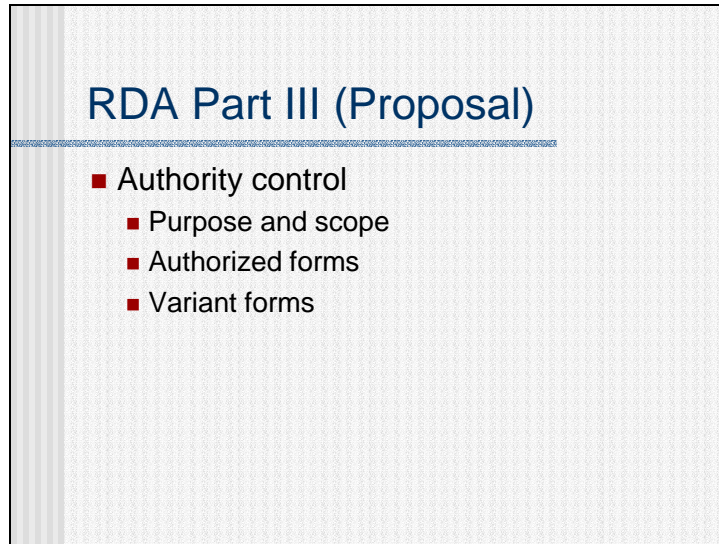 RDA Part III (Proposal)
Authority control
Purpose and scope
Authorized forms
Variant forms